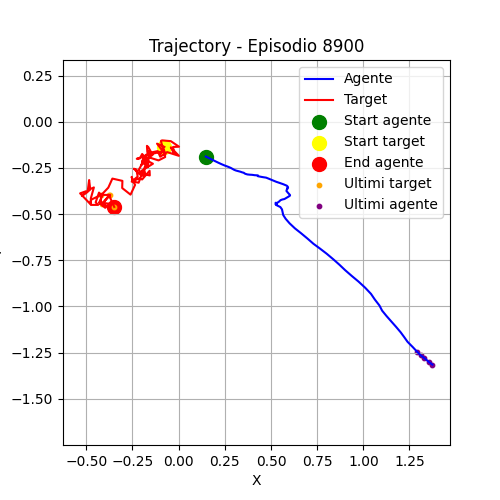 Trajectory - Episodio 8900
Agente
Target
Start agente
Start target
End agente
Ultimi target
Ultimi agente
0.25
0.00
−0.25
−0.50
−0.75
−1.00
−1.25
−1.50
−0.50
−0.25
0.00
0.25
0.50
0.75
1.00
1.25
X